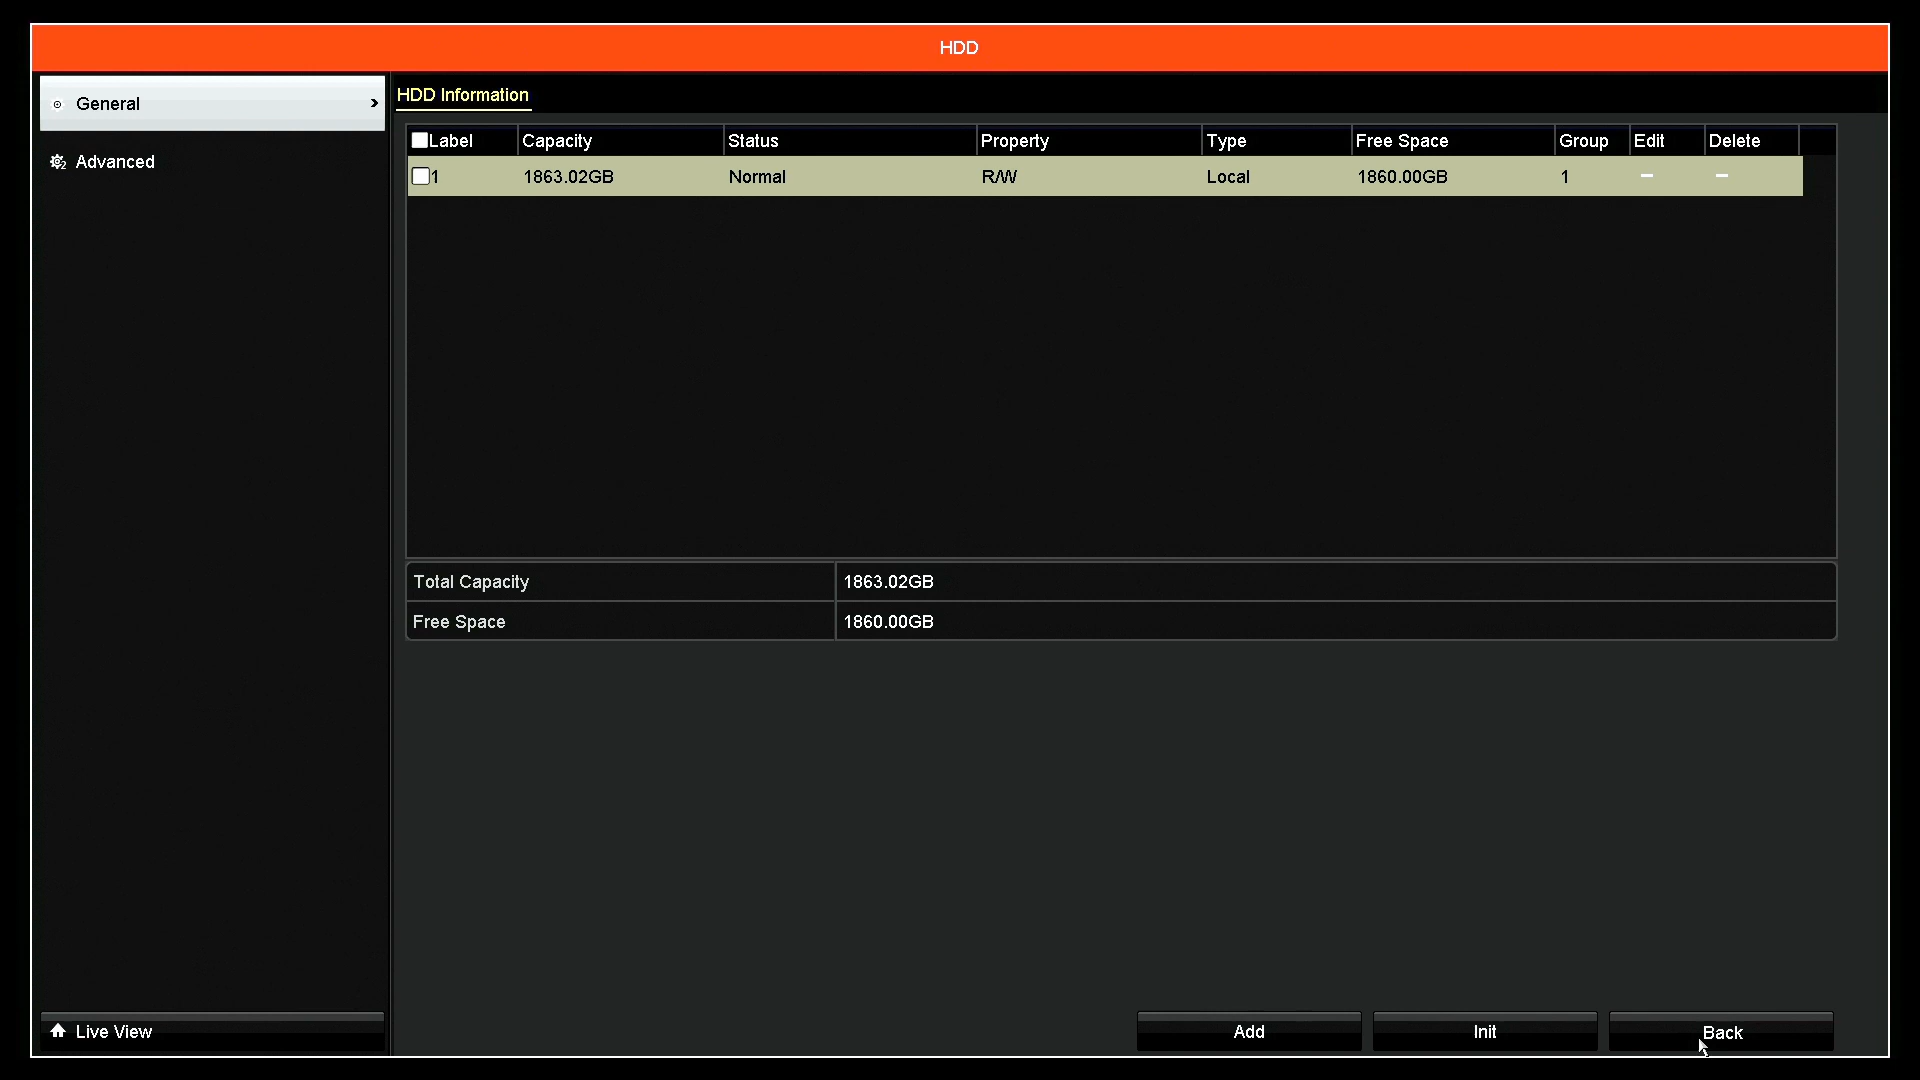 HDD
General
Advanced
HDD Information
Label Capacity Status Property Type Free Space Group Edit Delete
1 1863.02GB Normal R/W Local 1860.00GB 1 – –
Total Capacity 1863.02GB
Free Space 1860.00GB
Live View
Add Init Back